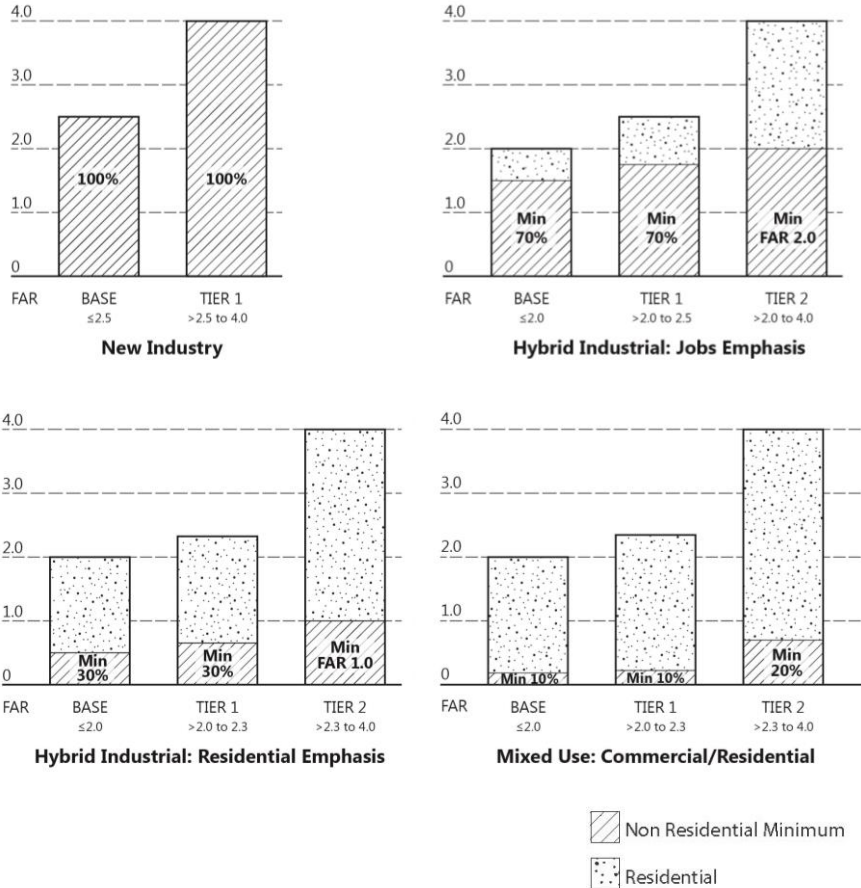 4.0
3.0
2.0
1.0
0
100%
100%
FAR BASE TIER 1
≤2.5 >2.5 to 4.0
New Industry
4.0
3.0
2.0
1.0
0
Min
70%
Min
70%
Min
FAR 2.0
FAR BASE TIER 1 TIER 2
≤2.0 >2.0 to 2.5 >2.0 to 4.0
Hybrid Industrial: Jobs Emphasis
4.0
3.0
2.0
1.0
0
Min
30%
Min
30%
Min
FAR 1.0
FAR BASE TIER 1 TIER 2
≤2.0 >2.0 to 2.3 >2.3 to 4.0
Hybrid Industrial: Residential Emphasis
4.0
3.0
2.0
1.0
0
Min 10%
Min 10%
Min
20%
FAR BASE TIER 1 TIER 2
≤2.0 >2.0 to 2.3 >2.3 to 4.0
Mixed Use: Commercial/Residential
Non Residential Minimum
Residential